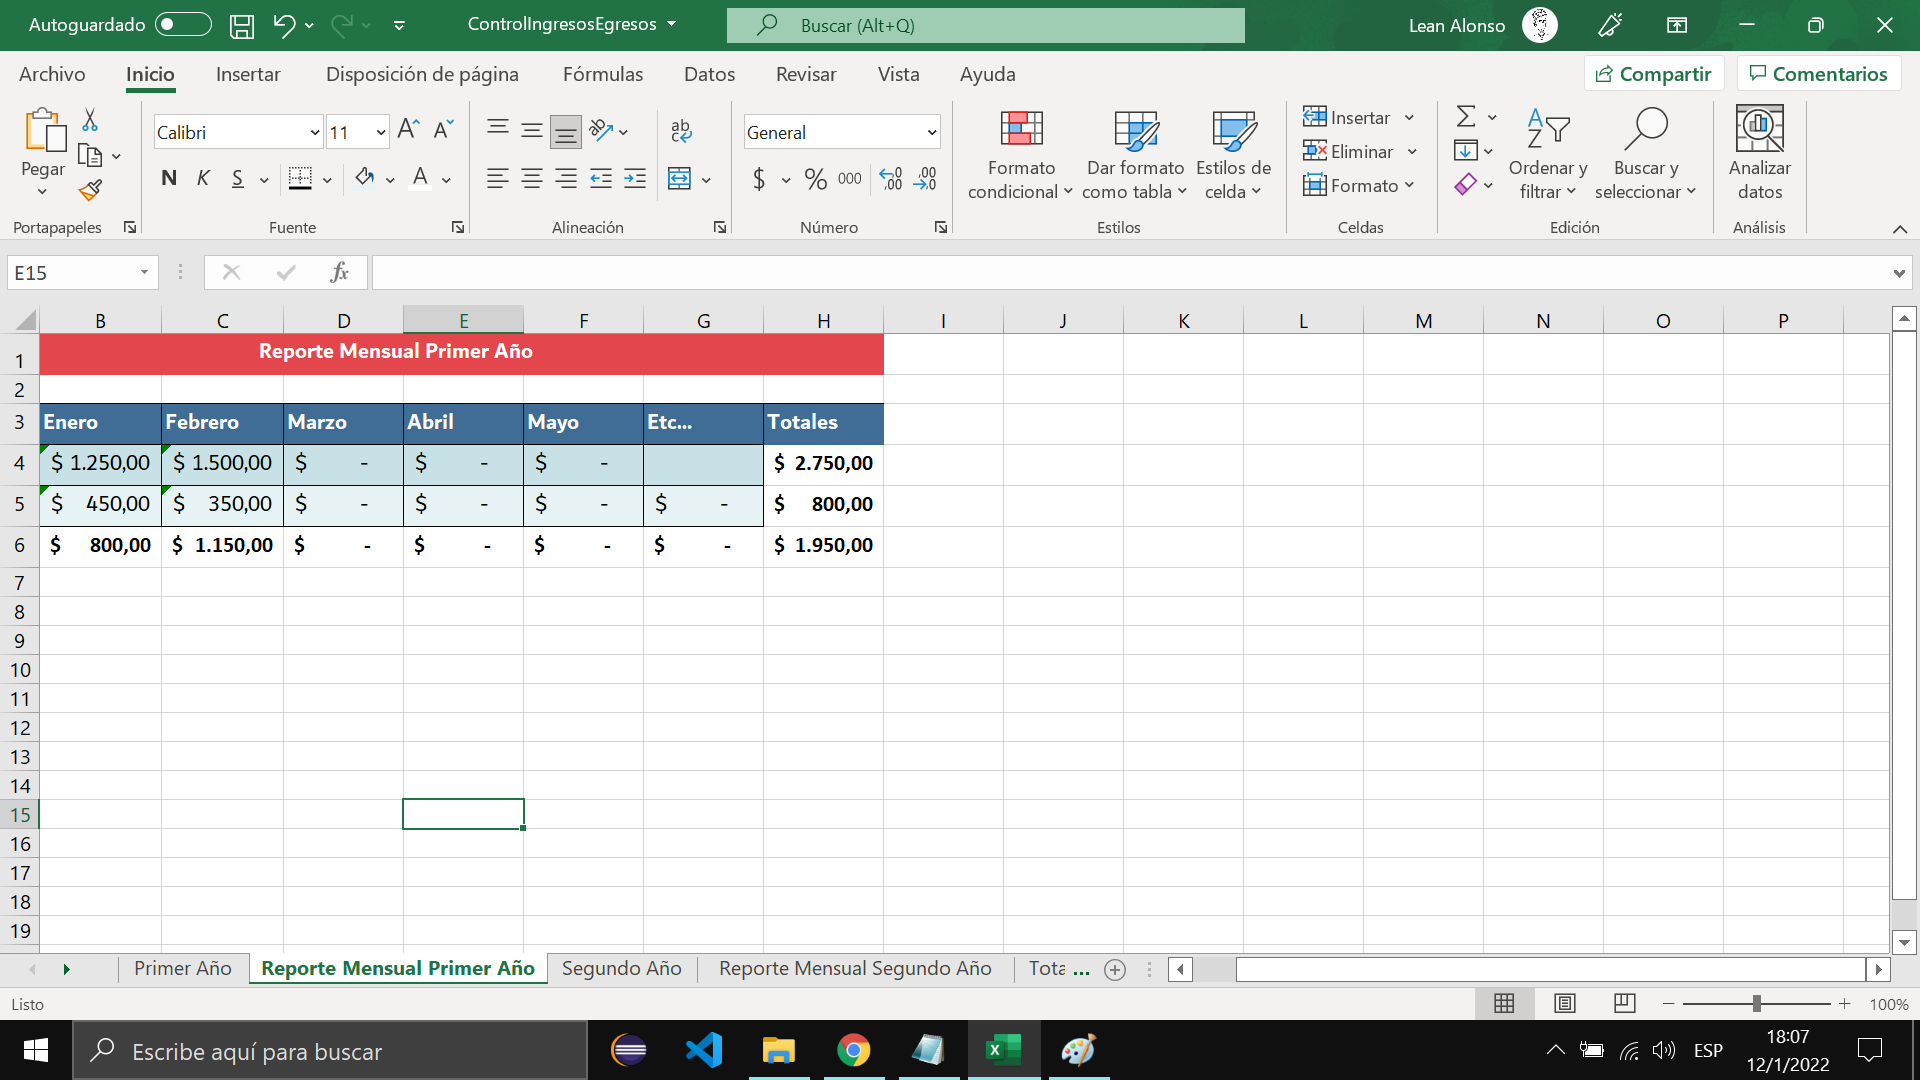 Autoguardado
ControlIngresosEgresos
Buscar (Alt+Q)
Lean Alonso
Archivo Inicio Insertar Disposición de página Fórmulas Datos Revisar Vista Ayuda
Compartir Comentarios
Pegar
Portapapeles
Calibri 11
N K S A
Fuente
ab
Alineación
General
$ % 000
Número
Formato condicional
Dar formato como tabla
Estilos de celda
Estilos
Insertar
Eliminar
Formato
Celdas
Ordenar y filtrar
Buscar y seleccionar
Edición
Analizar datos
Análisis
E15 fx
B C D E F G H I J K L M N O P
1 Reporte Mensual Primer Año
2
3 Enero Febrero Marzo Abril Mayo Etc... Totales
4 $ 1.250,00 $ 1.500,00 $ - $ - $ - $ 2.750,00
5 $ 450,00 $ 350,00 $ - $ - $ - $ - $ 800,00
6 $ 800,00 $ 1.150,00 $ - $ - $ - $ - $ 1.950,00
7
8
9
10
11
12
13
14
15
16
17
18
19
Primer Año Reporte Mensual Primer Año Segundo Año Reporte Mensual Segundo Año Tota ...
Listo
100%
Escribe aquí para buscar
ESP
18:07
12/1/2022